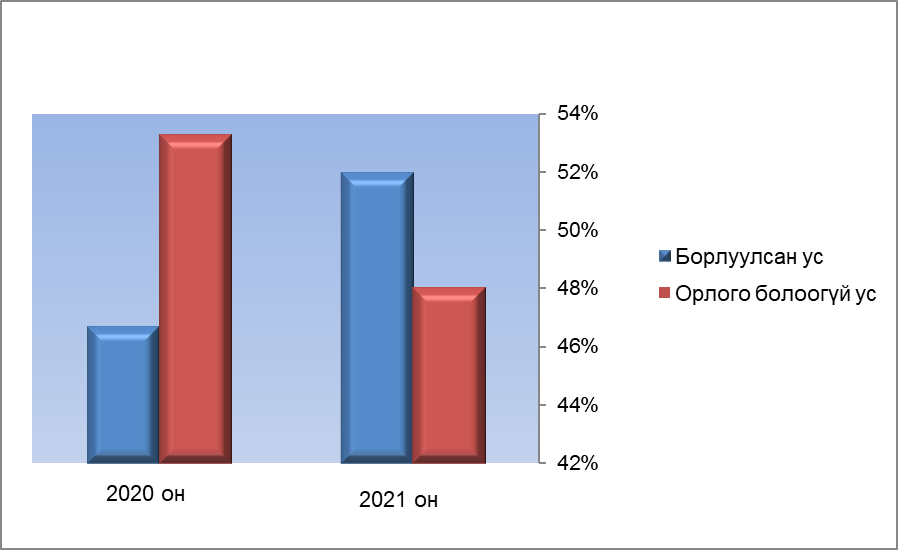 54%
52%
50%
48%
46%
44%
42%
Борлуулсан ус
Орлого болоогүй ус
2020 он
2021 он